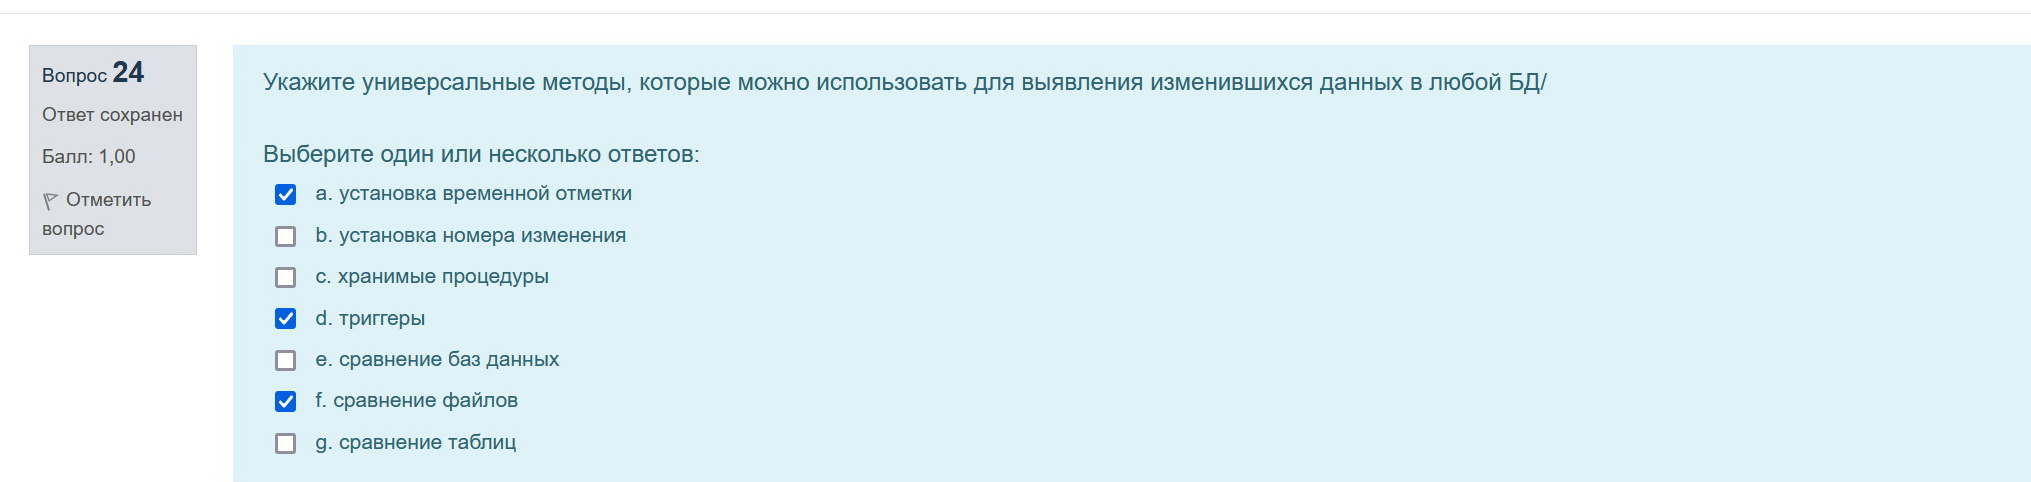 Вопрос 24
Ответ сохранен
Балл: 1,00
Отметить
вопрос
Укажите универсальные методы, которые можно использовать для выявления изменившихся данных в любой БД/
Выберите один или несколько ответов:
a. установка временной отметки
b. установка номера изменения
c. хранимые процедуры
d. триггеры
e. сравнение баз данных
f. сравнение файлов
g. сравнение таблиц